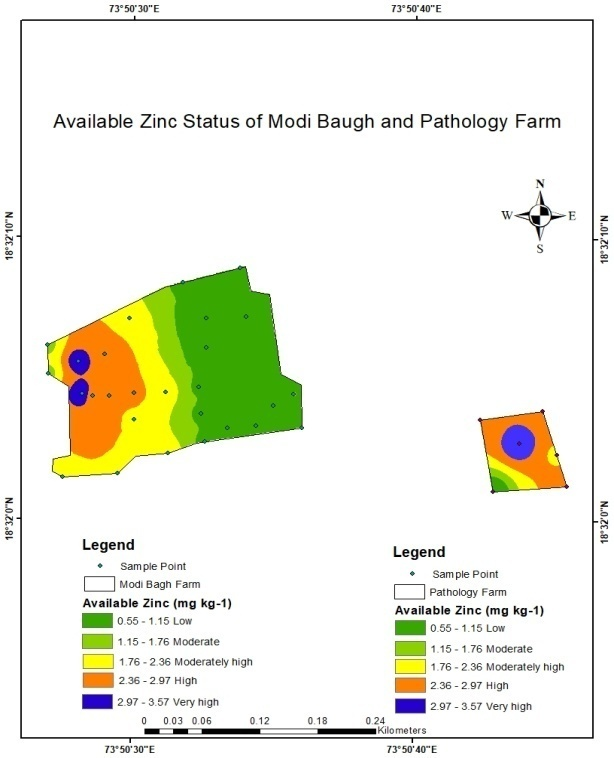 73°50'30"E 73°50'40"E
Available Zinc Status of Modi Baugh and Pathology Farm
N
W E
S
18°32'10"N 18°32'10"N
18°32'0"N 18°32'0"N
Legend
Sample Point
Modi Bagh Farm
Available Zinc (mg kg-1)
0.55 - 1.15 Low
1.15 - 1.76 Moderate
1.76 - 2.36 Moderately high
2.36 - 2.97 High
2.97 - 3.57 Very high
Legend
Sample Point
Pathology Farm
Available Zinc (mg kg-1)
0.55 - 1.15 Low
1.15 - 1.76 Moderate
1.76 - 2.36 Moderately high
2.36 - 2.97 High
2.97 - 3.57 Very high
0 0.03 0.06 0.12 0.18 0.24
Kilometers
73°50'30"E 73°50'40"E